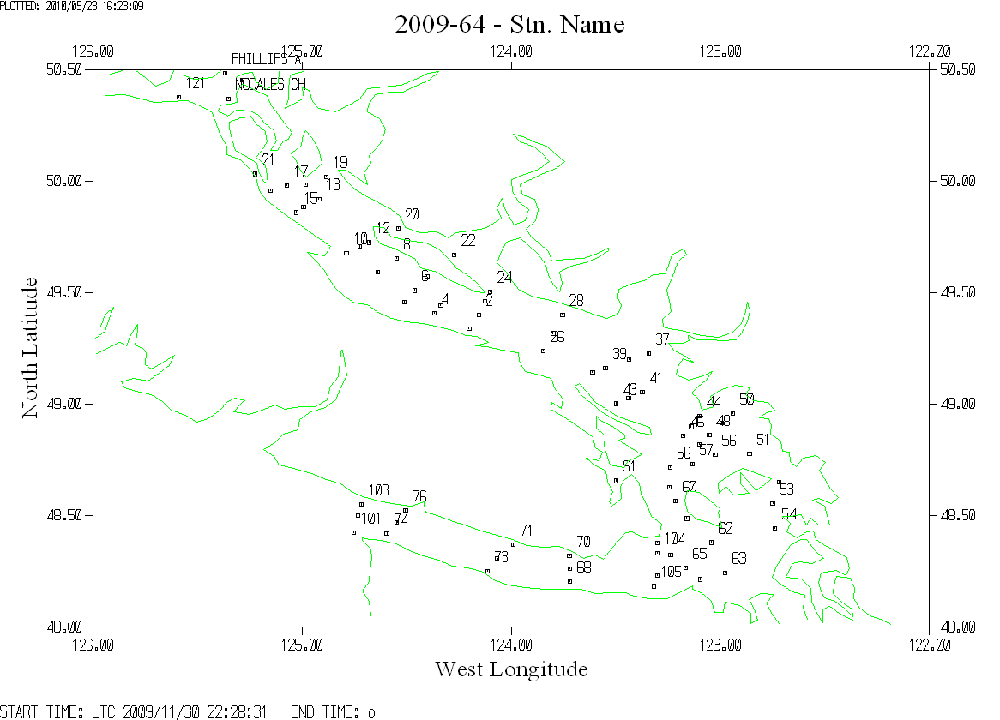 PLOTTED: 2010/05/23 16:23:09
2009-64 - Stn. Name
126.00 125.00 124.00 123.00 122.00
PHILLIPS A
50.50 50.50
121 NODALES CH
21 17 19
50.00 13 50.00
15
20
10 12 8 22
6 24
49.50 4 2 28 49.50
26 37
39
43 41
49.00 44 50 49.00
46 48
58 57 56 51
51
103 76 60 53
48.50 101 74 54 48.50
71 70 104 62
73 68 105 65 63
48.00 48.00
126.00 125.00 124.00 123.00 122.00
North Latitude
West Longitude
START TIME: UTC 2009/11/30 22:28:31 END TIME: o